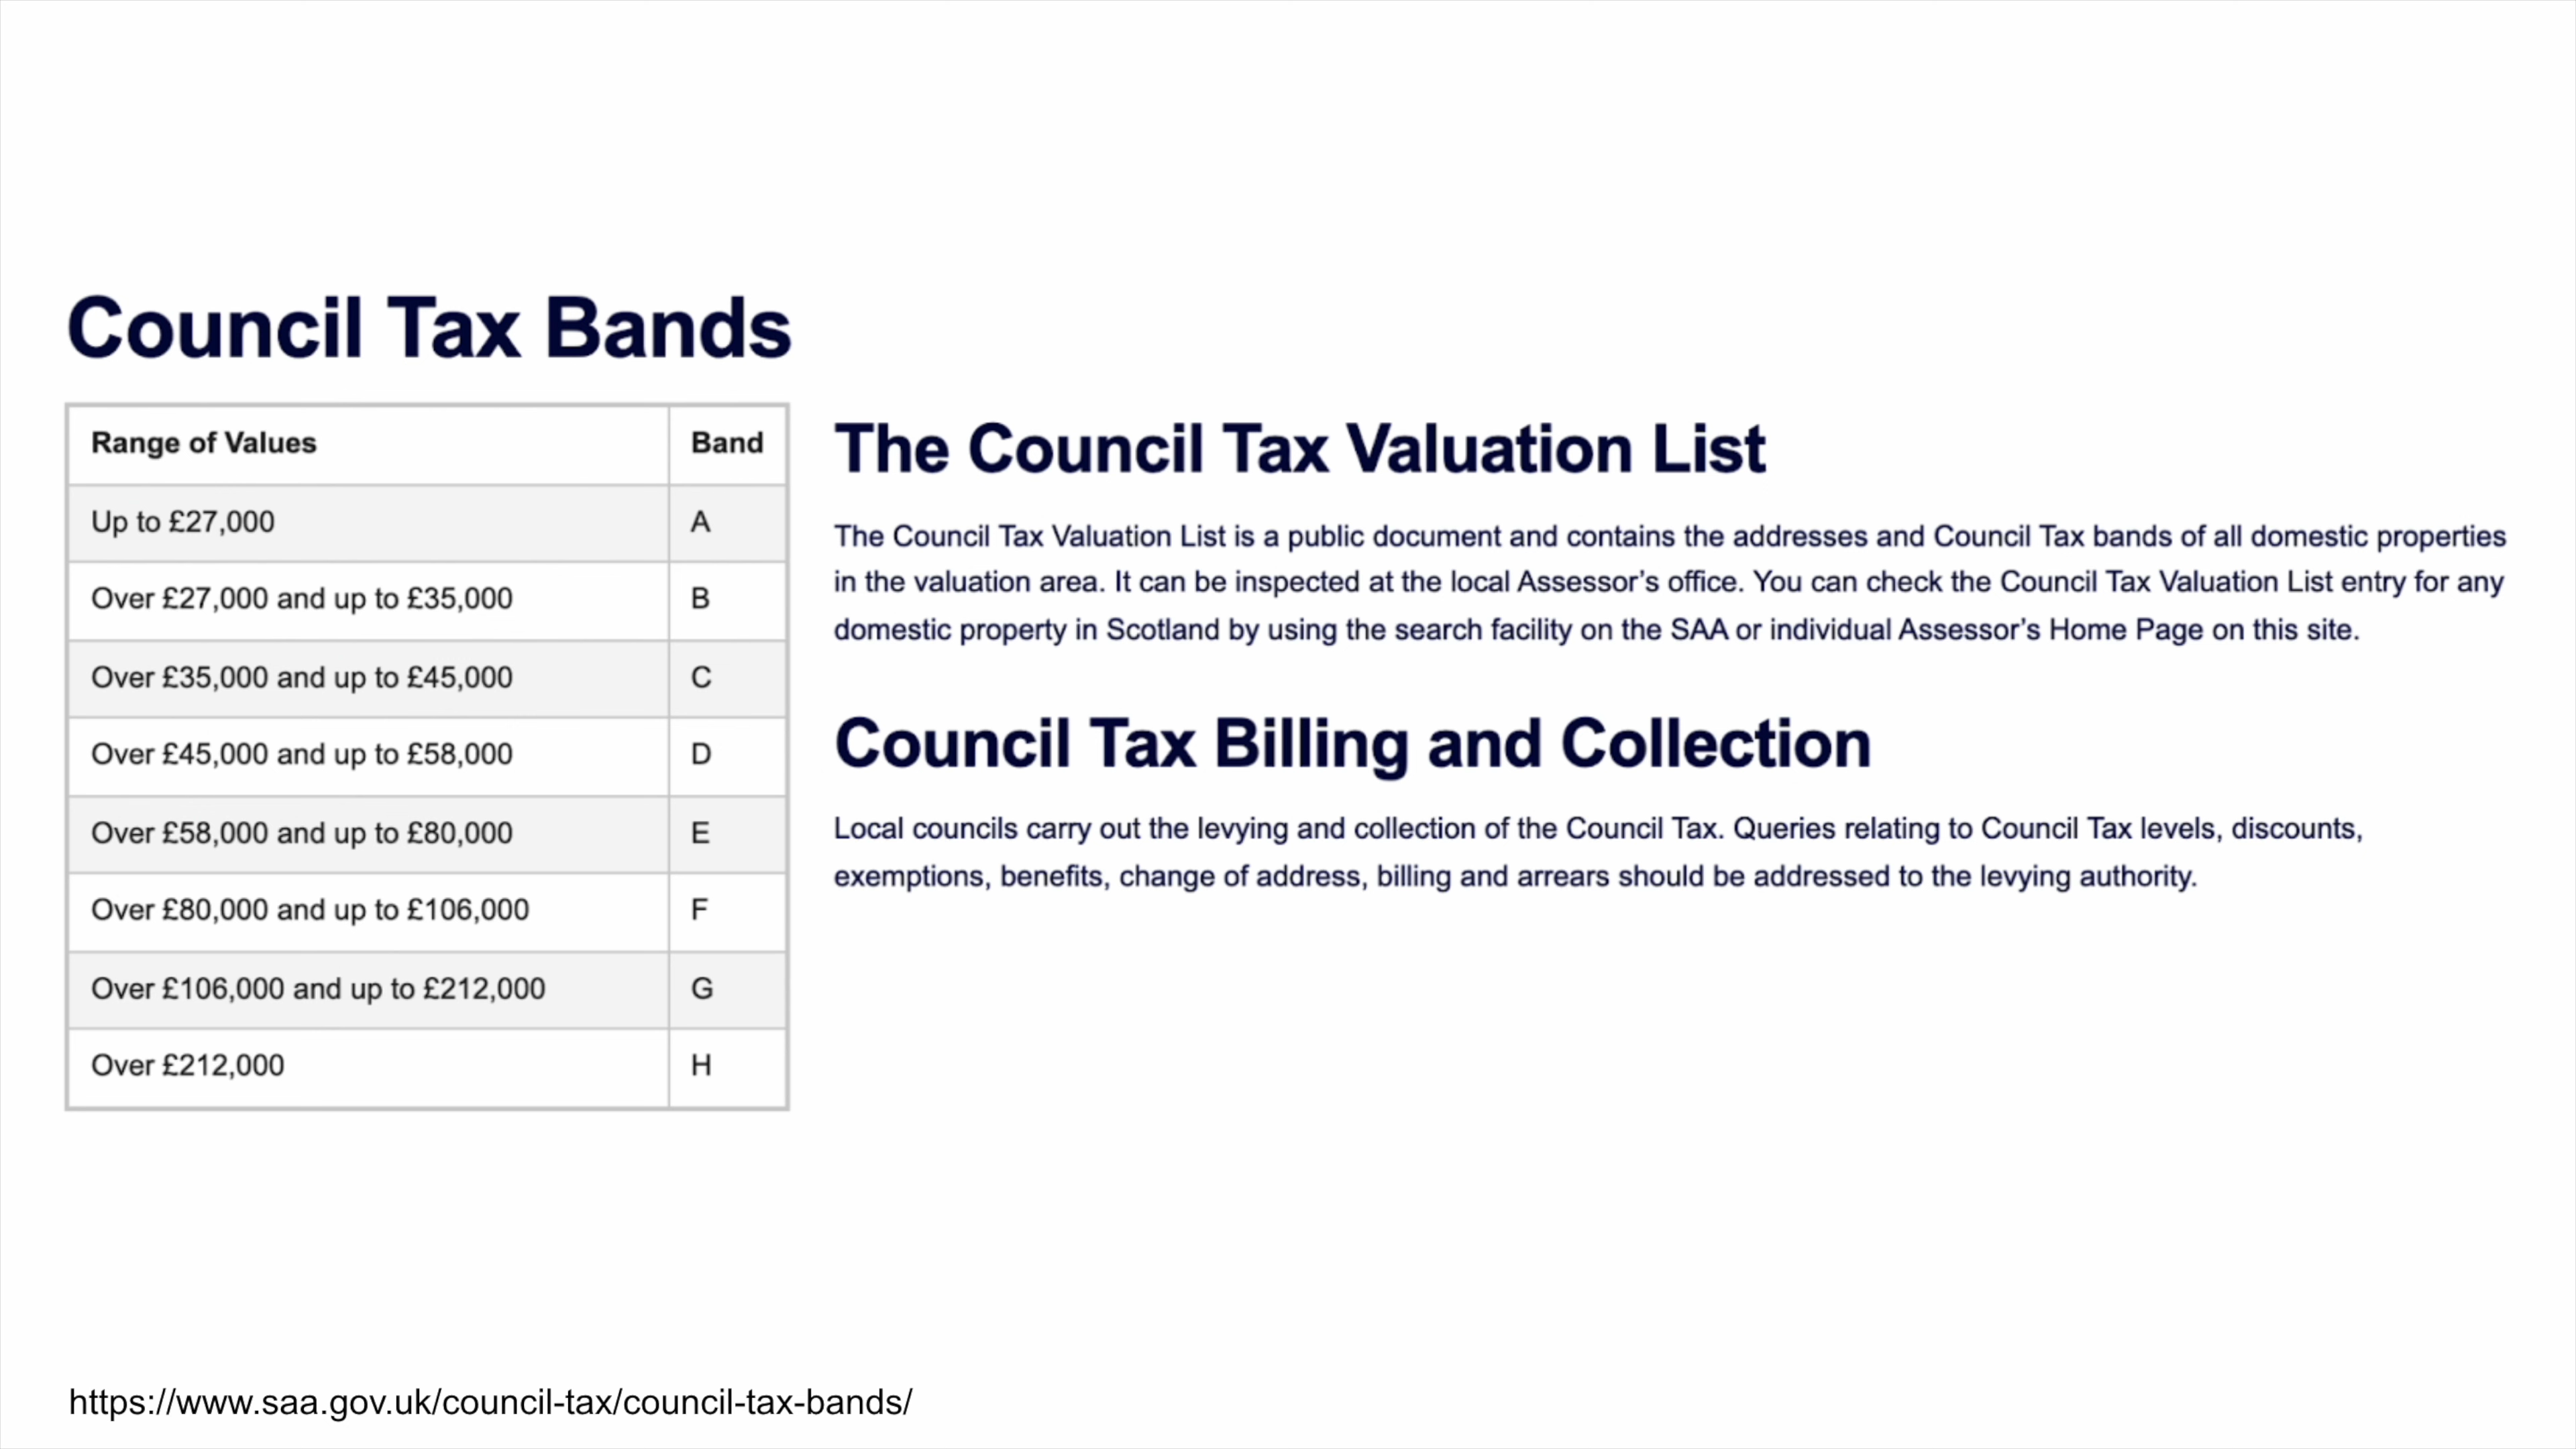 Council Tax Bands
Range of Values Band
Up to £27,000 A
Over £27,000 and up to £35,000 B
Over £35,000 and up to £45,000 C
Over £45,000 and up to £58,000 D
Over £58,000 and up to £80,000 E
Over £80,000 and up to £106,000 F
Over £106,000 and up to £212,000 G
Over £212,000 H
The Council Tax Valuation List
The Council Tax Valuation List is a public document and contains the addresses and Council Tax bands of all domestic properties
in the valuation area. It can be inspected at the local Assessor’s office. You can check the Council Tax Valuation List entry for any
domestic property in Scotland by using the search facility on the SAA or individual Assessor’s Home Page on this site.
Council Tax Billing and Collection
Local councils carry out the levying and collection of the Council Tax. Queries relating to Council Tax levels, discounts,
exemptions, benefits, change of address, billing and arrears should be addressed to the levying authority.
https://www.saa.gov.uk/council-tax/council-tax-bands/